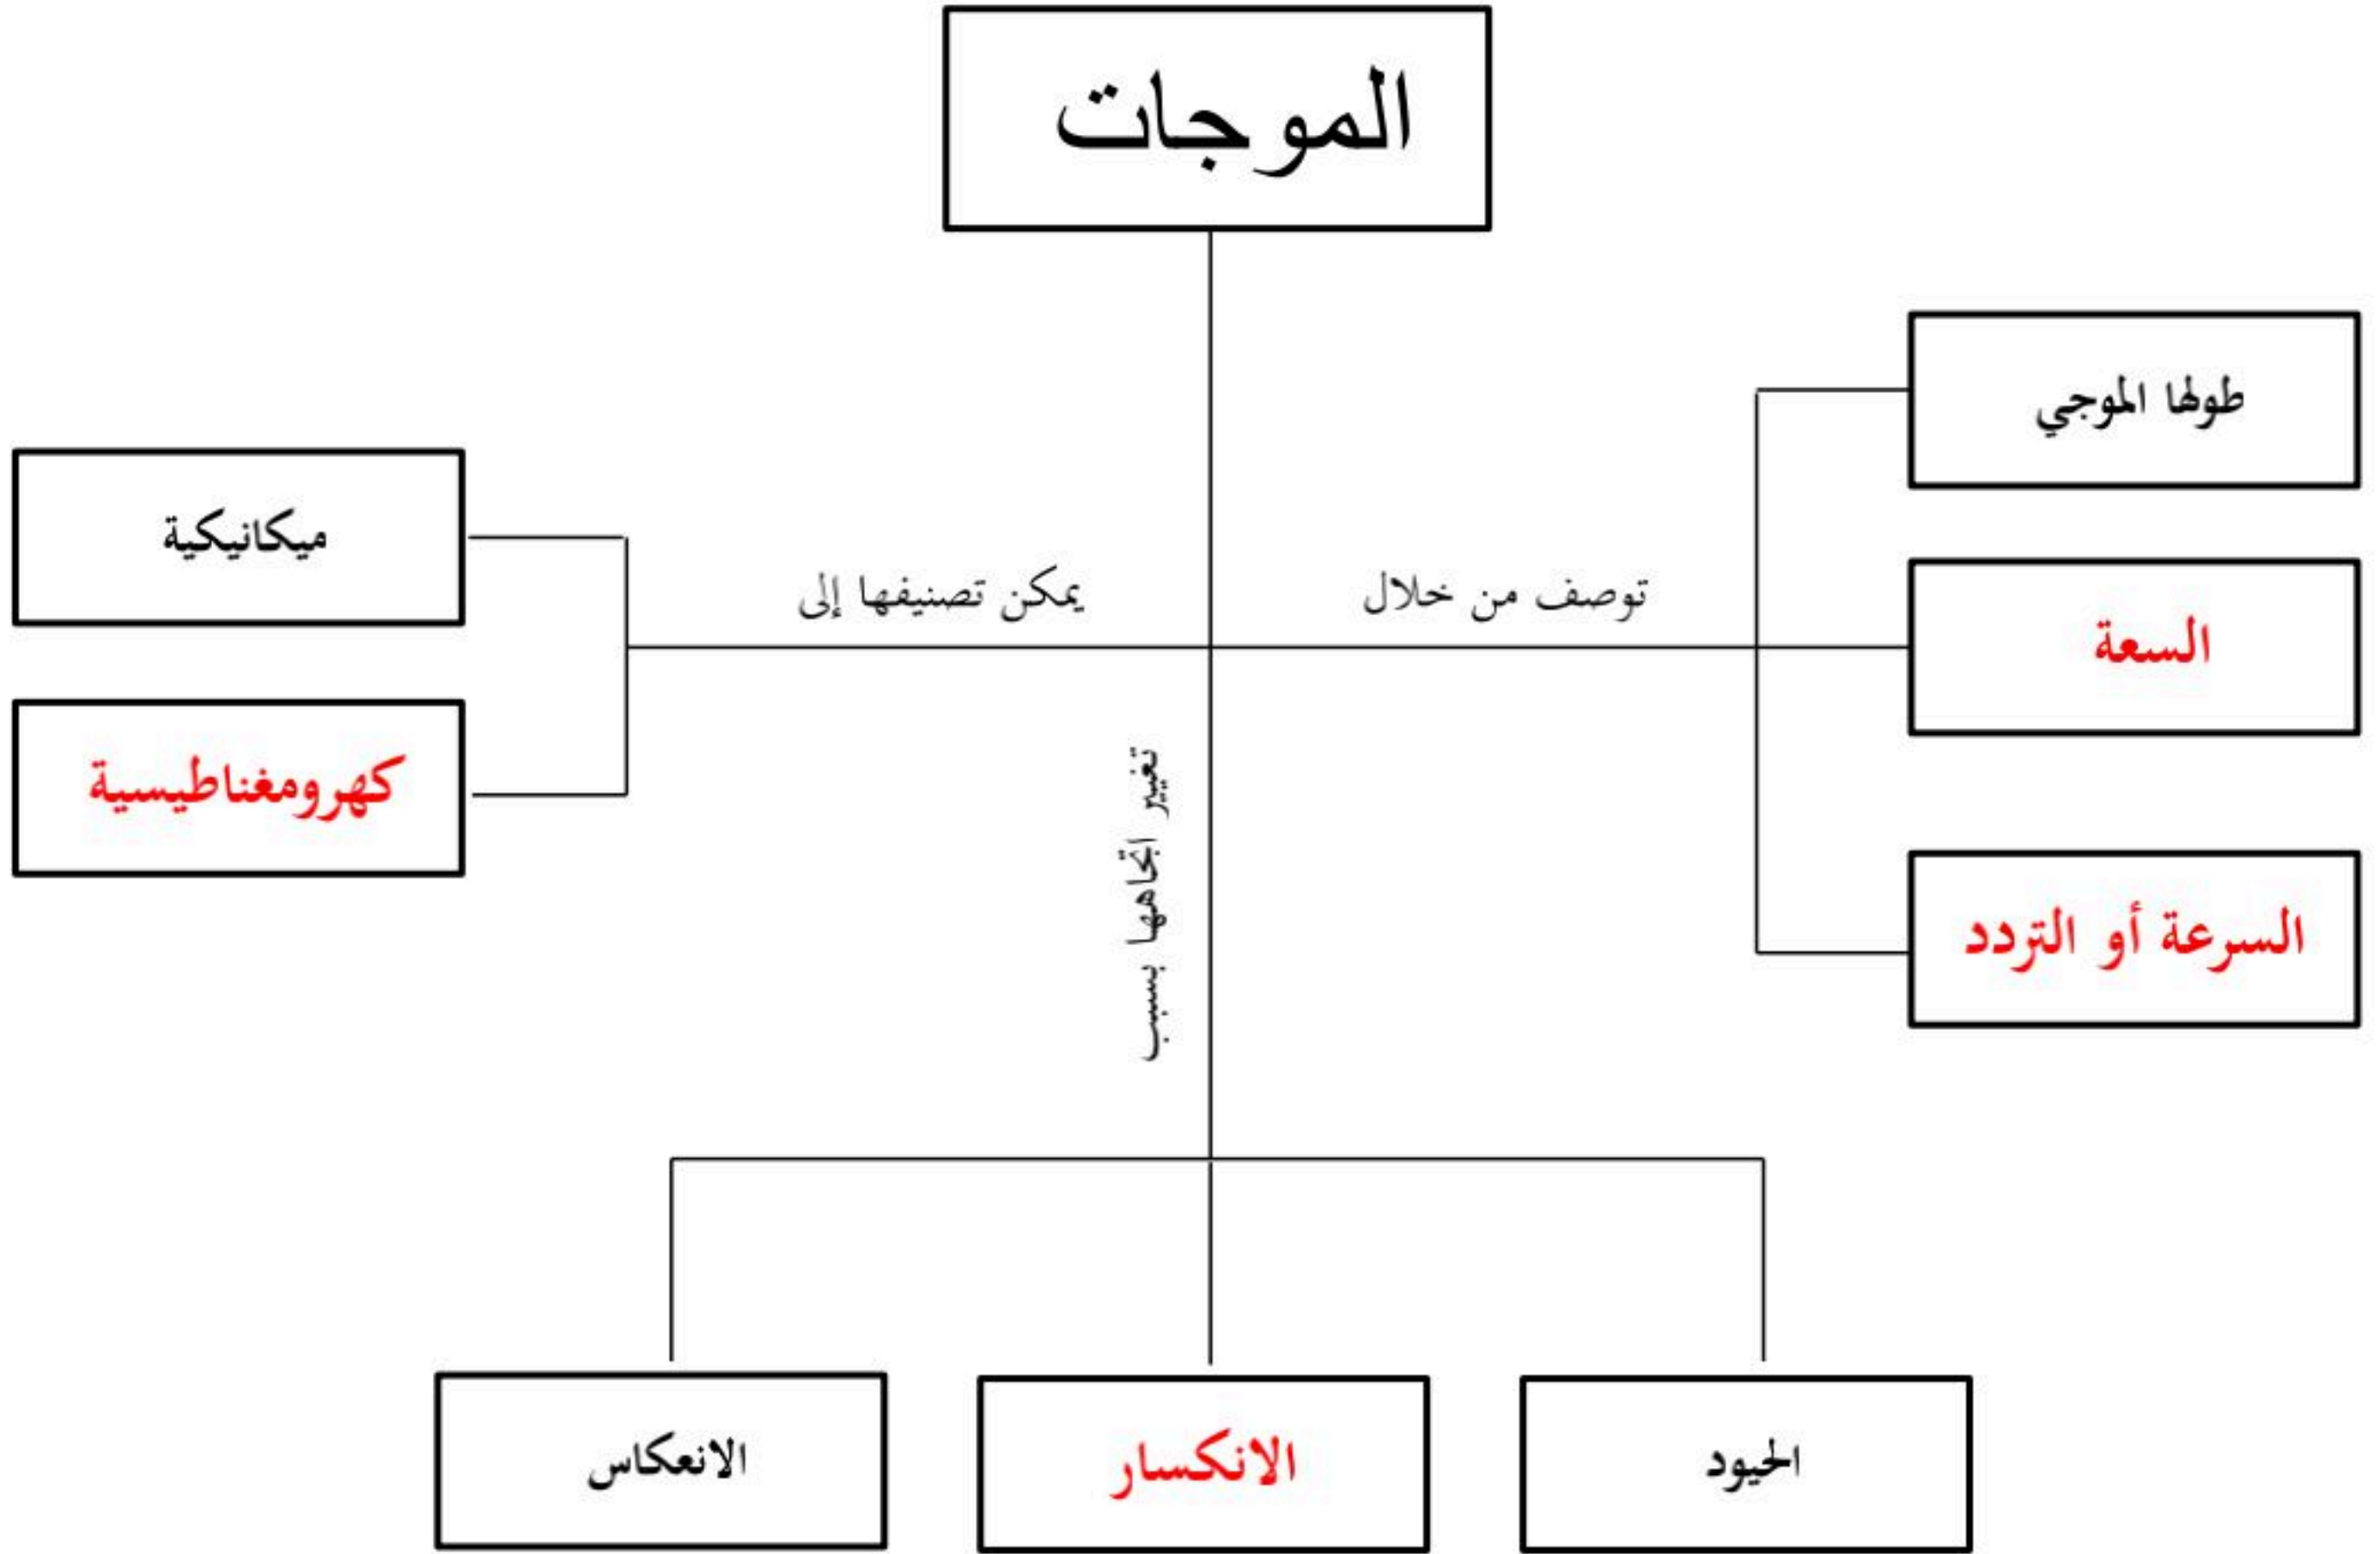 الموجات
طولها الموجي
ميكانيكية
توصف من خلال
يمكن تصنيفها إلى
السعة
كهرومغناطيسية
تغيير اتجاهها بسبب
السرعة أو التردد
الحيود
الانكسار
الانعكاس